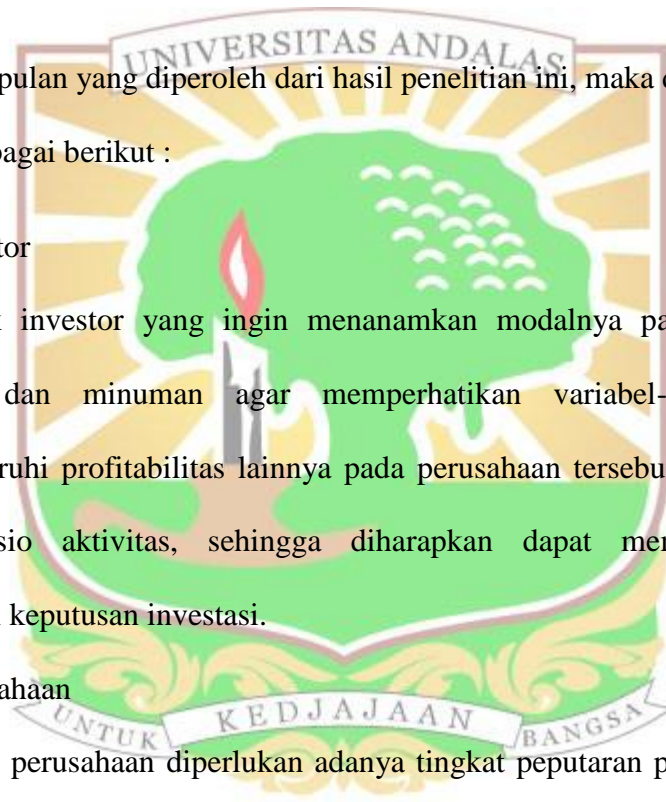 UNIVERSITAS ANDALAS
pulan yang diperoleh dari hasil penelitian ini, maka
bagai berikut :
tor
investor yang ingin menanamkan modalnya pa
dan minuman agar memperhatikan variabel-
ruhi profitabilitas lainnya pada perusahaan tersebu
sio aktivitas, sehingga diharapkan dapat men
keputusan investasi.
ahaan
UNTUK KEDJAJAAN BANGSA
perusahaan diperlukan adanya tingkat peputaran p